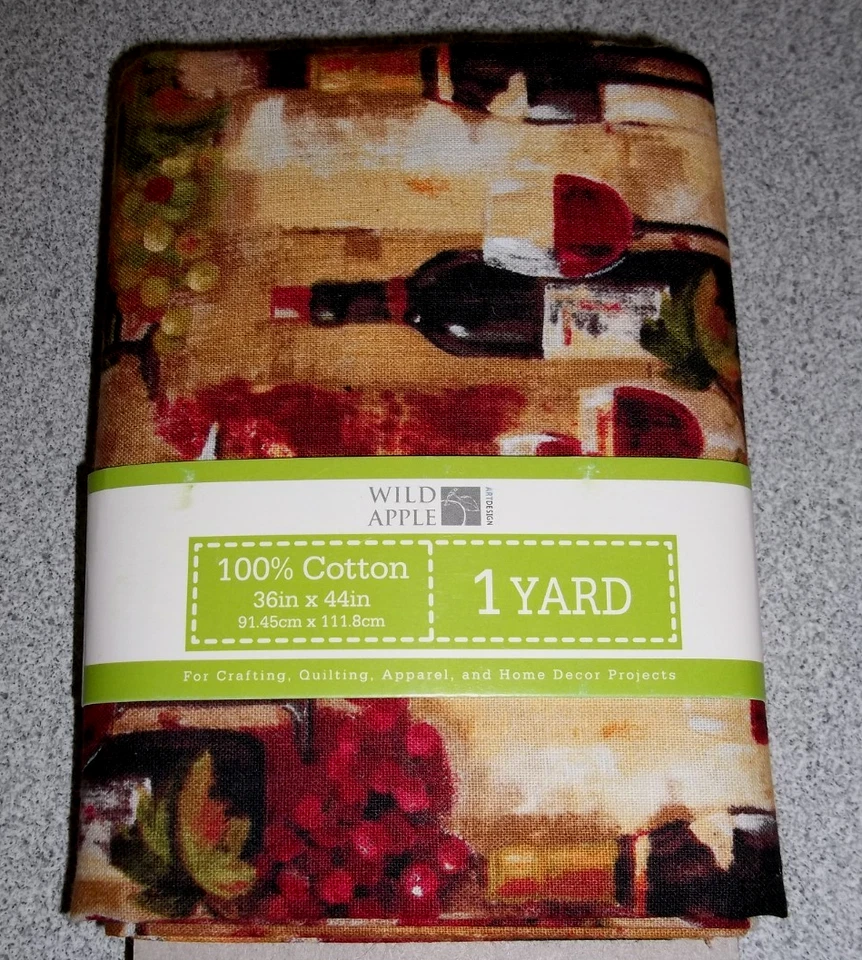 WILD
APPLE
ARTDESIGN
100% Cotton
36in x 44in
91.45cm x 111.8cm
1 YARD
For Crafting, Quilting, Apparel, and Home Decor Projects